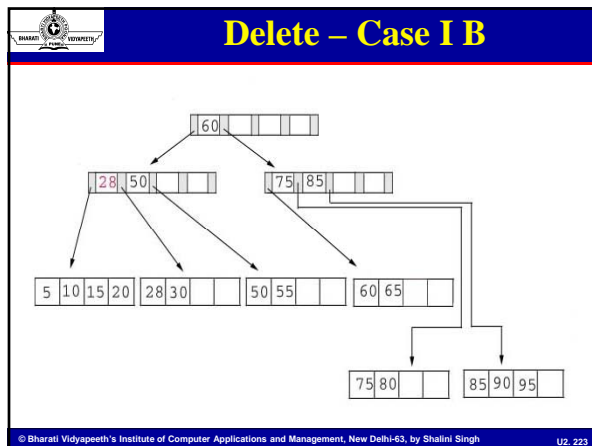 BHARATI VIDYAPEETH
PUNE
Delete – Case I B
60
28 50
75 85
5 10 15 20
28 30
50 55
60 65
75 80
85 90 95
© Bharati Vidyapeeth's Institute of Computer Applications and Management, New Delhi-63, by Shalini Singh
U2. 223